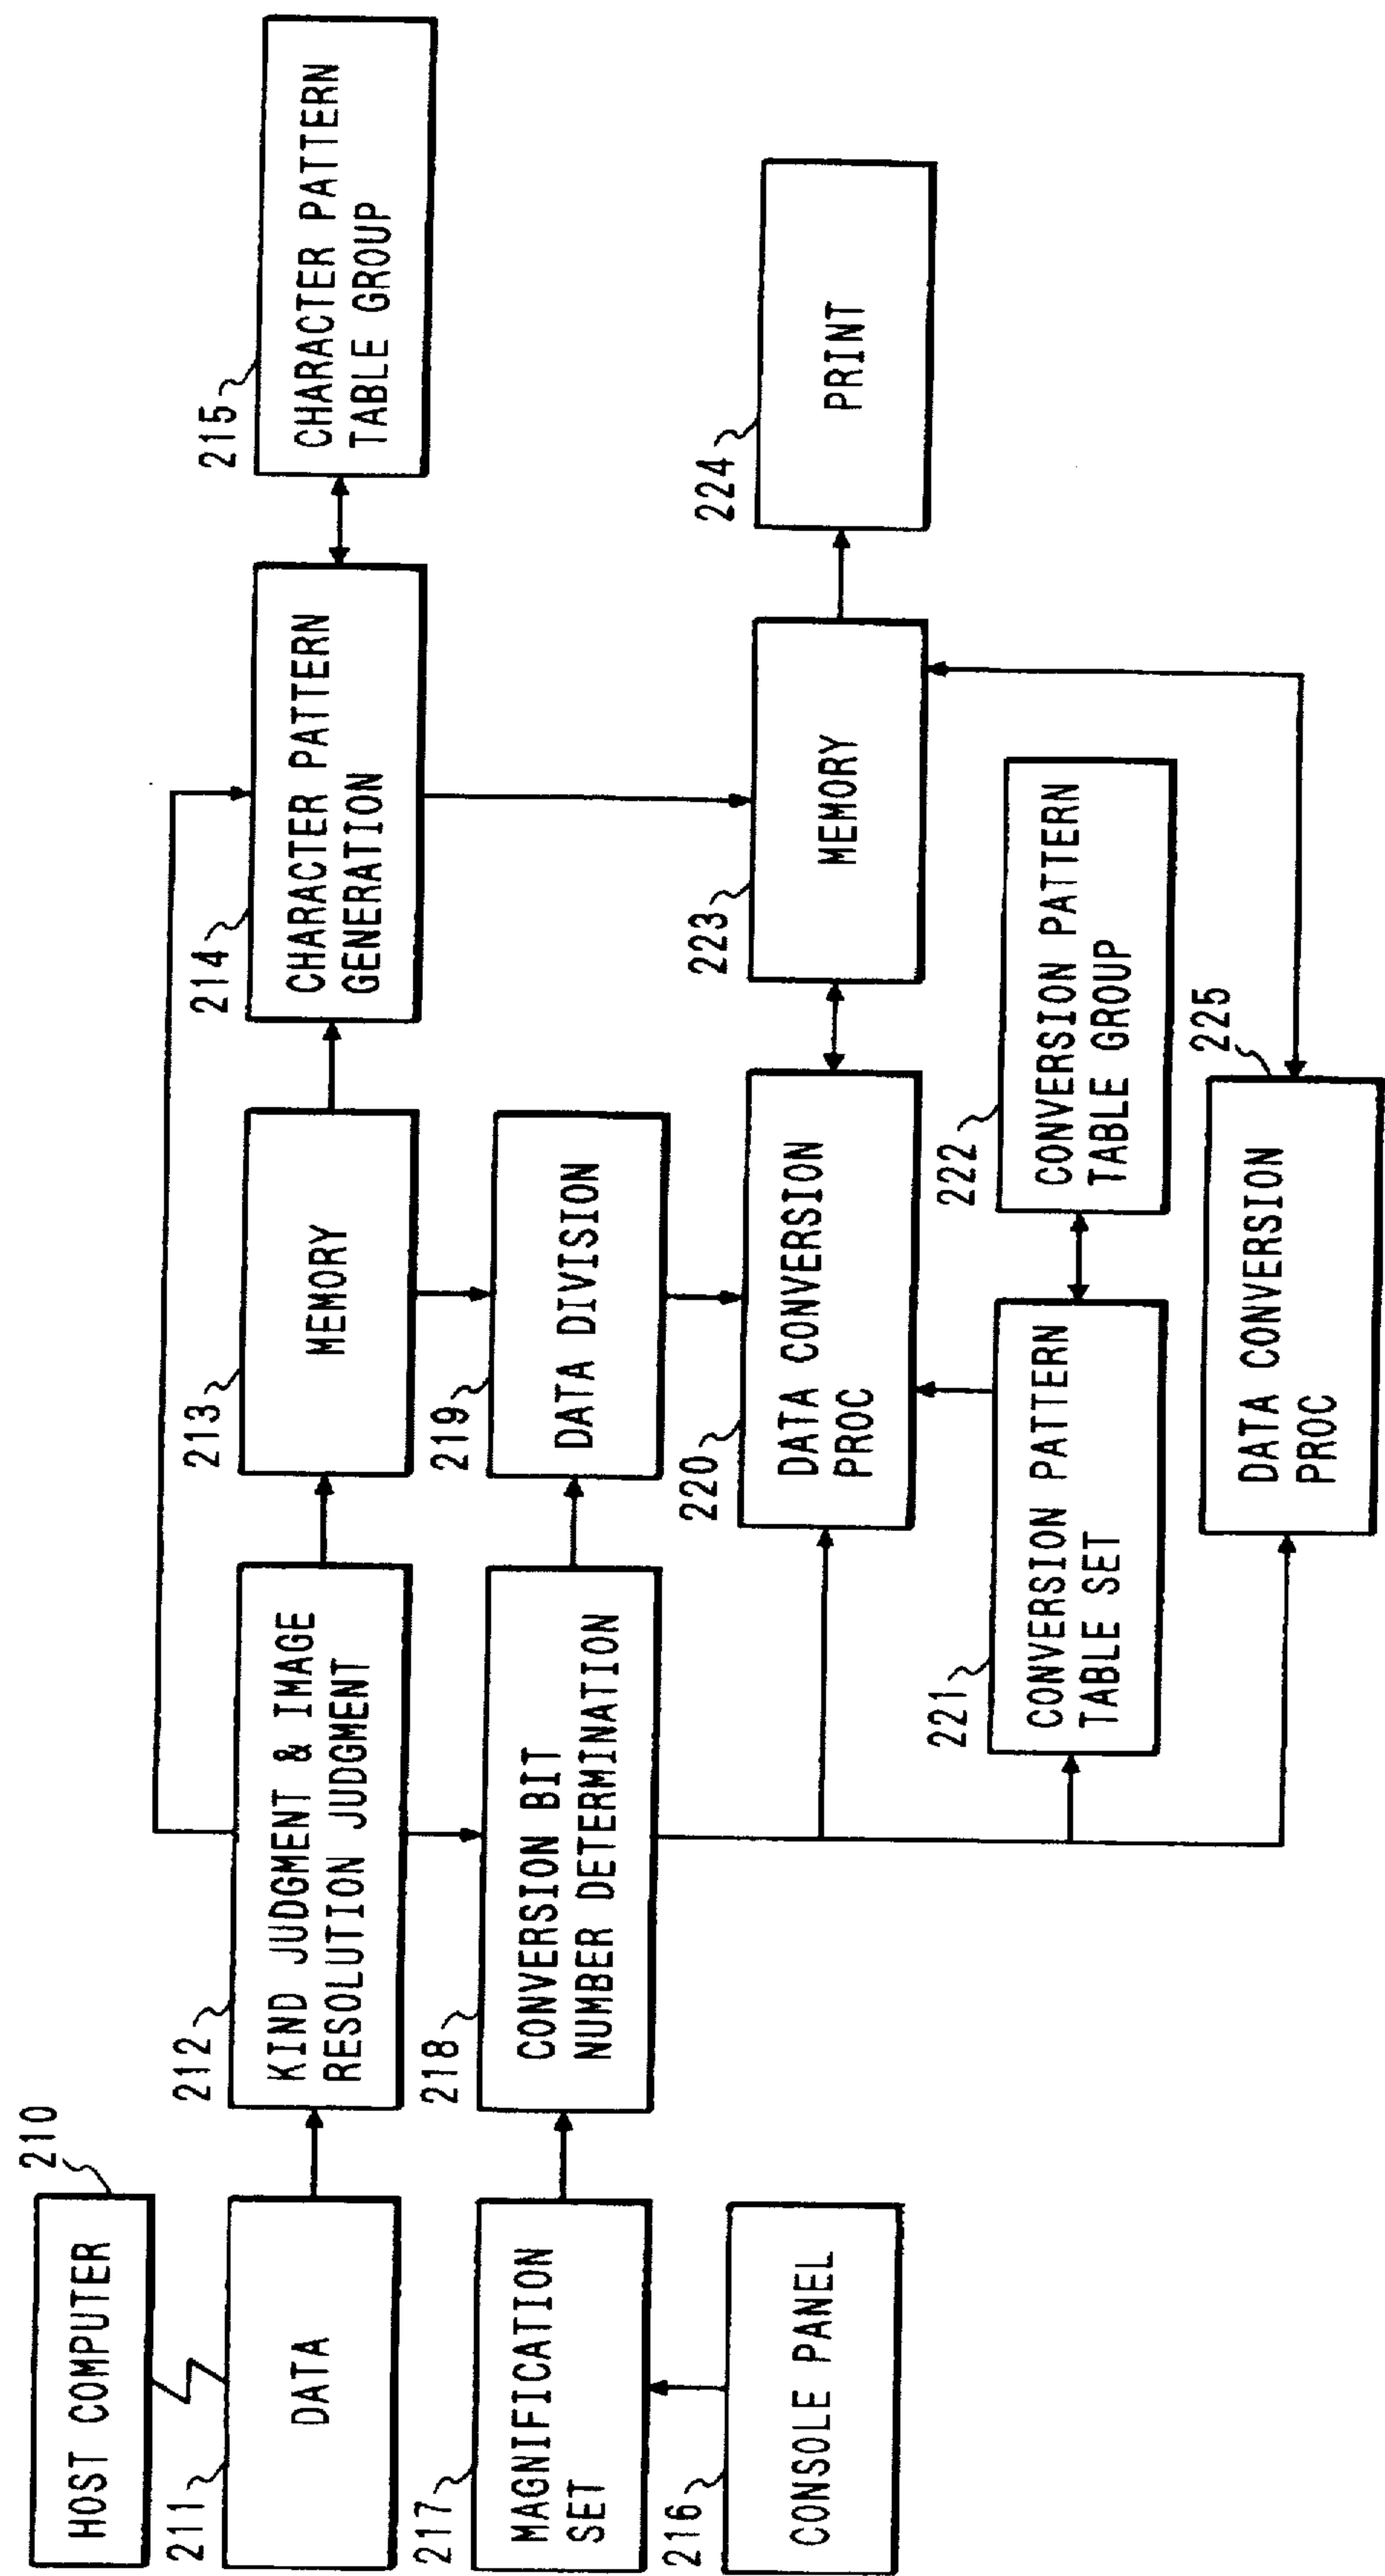 HOST COMPUTER
210
211
DATA
212
KIND JUDGMENT & IMAGE
RESOLUTION JUDGMENT
213
MEMORY
214
CHARACTER PATTERN
GENERATION
215
CHARACTER PATTERN
TABLE GROUP
217
MAGNIFICATION
SET
218
CONVERSION BIT
NUMBER DETERMINATION
219
DATA DIVISION
216
CONSOLE PANEL
220
DATA CONVERSION
PROC
223
MEMORY
224
PRINT
221
CONVERSION PATTERN
TABLE SET
222
CONVERSION PATTERN
TABLE GROUP
225
DATA CONVERSION
PROC